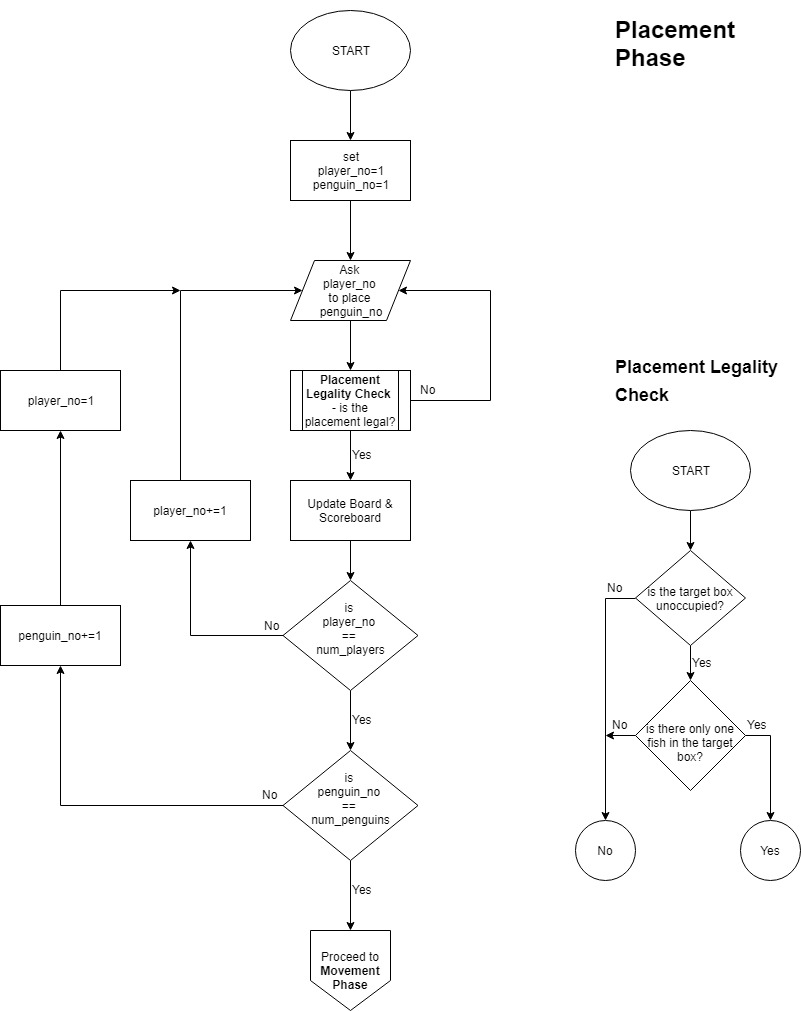 Placement
Phase
START
set
player_no=1
penguin_no=1
Ask
player_no
to place
penguin_no
Placement
Legality Check
- is the
placement legal?
No
Yes
player_no=1
player_no+=1
Update Board &
Scoreboard
is
player_no
==
num_players
No
Yes
penguin_no+=1
is
penguin_no
==
num_penguins
No
Yes
Proceed to
Movement
Phase
Placement Legality
Check
START
is the target box
unoccupied?
No
Yes
is there only one
fish in the target
box?
No
Yes
No
Yes